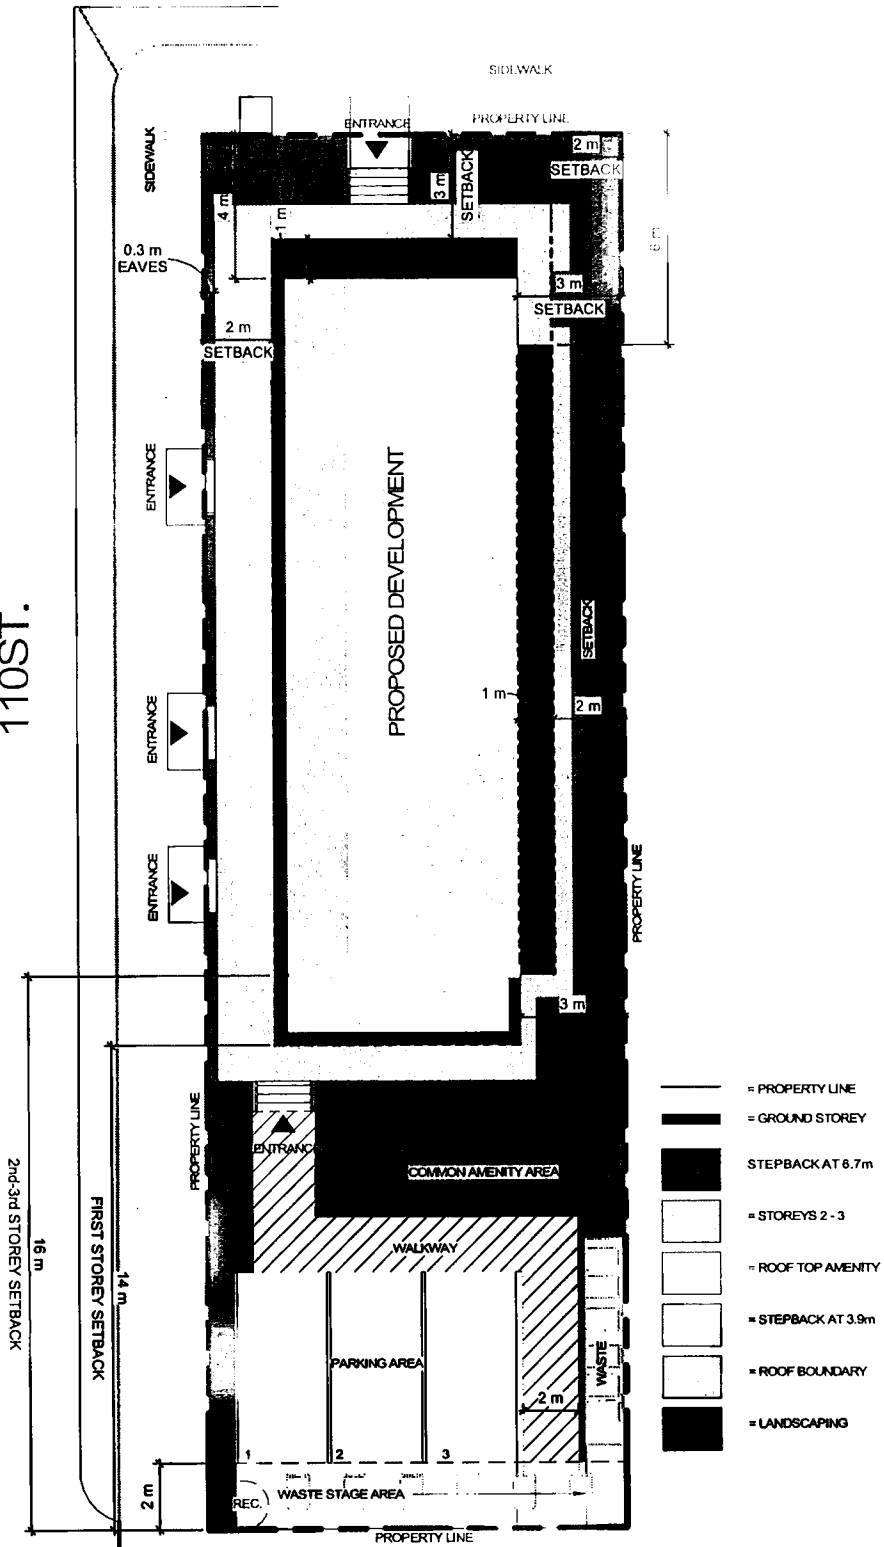 SIDEWALK
PROPERTY LINE
ENTRANCE
2 m
SETBACK
SIDEWALK
3 m
SETBACK
4 m
1 m
0.3 m
EAVES
3 m
SETBACK
2 m
SETBACK
ENTRANCE
PROPOSED DEVELOPMENT
110ST.
SETBACK
1 m
2 m
ENTRANCE
ENTRANCE
PROPERTY LINE
3 m
PROPERTY LINE
ENTRANCE
COMMON AMENITY AREA
2nd-3rd STOREY SETBACK
16 m
FIRST STOREY SETBACK
14 m
WALKWAY
PARKING AREA
WASTE
2 m
1
2
3
2 m
REC.
WASTE STAGE AREA
PROPERTY LINE
= PROPERTY LINE
= GROUND STOREY
STEPBACK AT 6.7m
= STOREYS 2 - 3
= ROOF TOP AMENITY
= STEPBACK AT 3.9m
= ROOF BOUNDARY
= LANDSCAPING